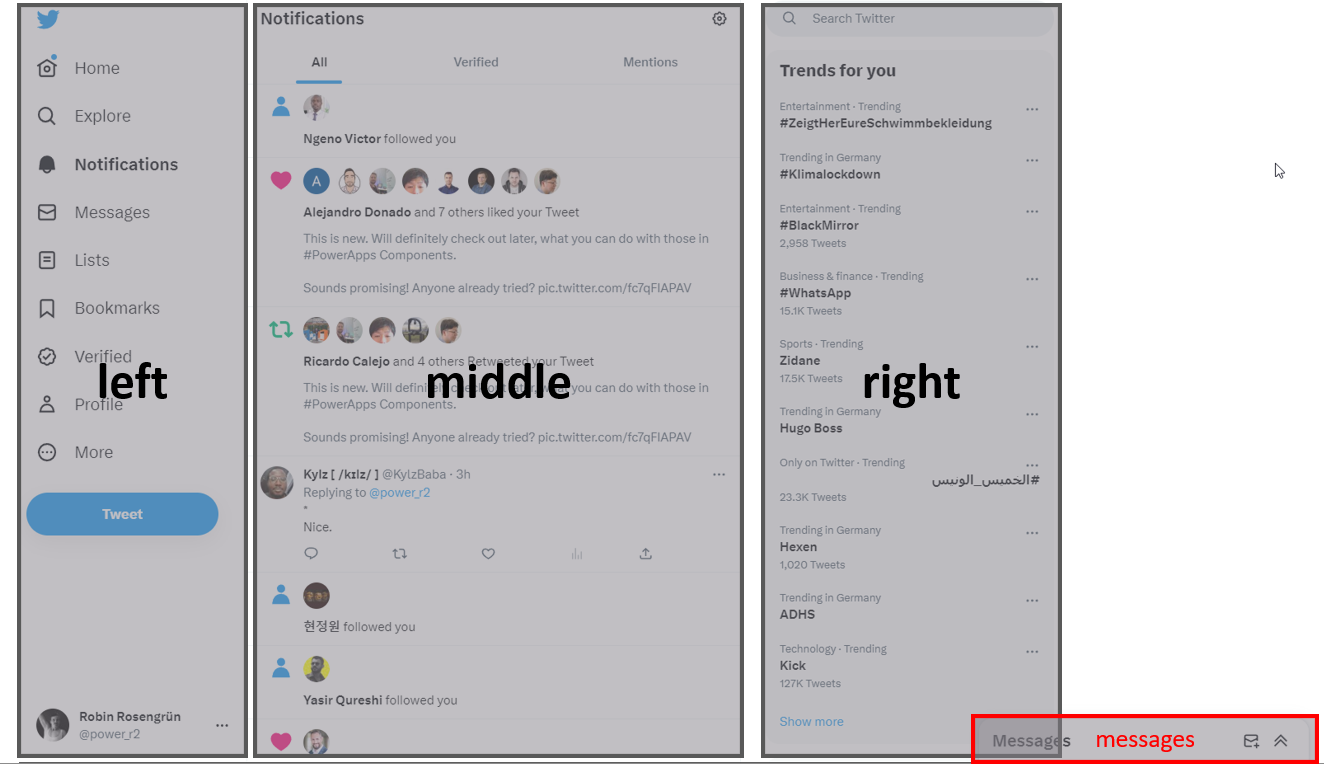 Home
Explore
Notifications
Messages
Lists
Bookmarks
Verified
left
Profile
More
Tweet
Robin Rosengrün
@power_r2
Notifications
All Verified Mentions
Ngeno Victor followed you
A
Alejandro Donado and 7 others liked your Tweet
This is new. Will definitely check out later, what you can do with those in
#PowerApps Components.
Sounds promising! Anyone already tried? pic.twitter.com/fc7qFIAPAV
Ricardo Calejo and 4 others Retweeted your Tweet
middle
This is new. Will definitely check out later, what you can do with those in
#PowerApps Components.
Sounds promising! Anyone already tried? pic.twitter.com/fc7qFIAPAV
Kylz [ /kɪlz/ ] @KylzBaba · 3h
Replying to @power_r2
*
Nice.
현정원 followed you
Yasir Qureshi followed you
Search Twitter
Trends for you
Entertainment · Trending
#ZeigtHerEureSchwimmbekleidung
Trending in Germany
#Klimalockdown
Entertainment · Trending
#BlackMirror
2,958 Tweets
Business & finance · Trending
#WhatsApp
15.1K Tweets
Sports · Trending
Zidane
17.5K Tweets
right
Trending in Germany
Hugo Boss
Only on Twitter · Trending
#الخميس_الونيس
23.3K Tweets
Trending in Germany
Hexen
1,020 Tweets
Trending in Germany
ADHS
Technology · Trending
Kick
127K Tweets
Show more
Messages messages